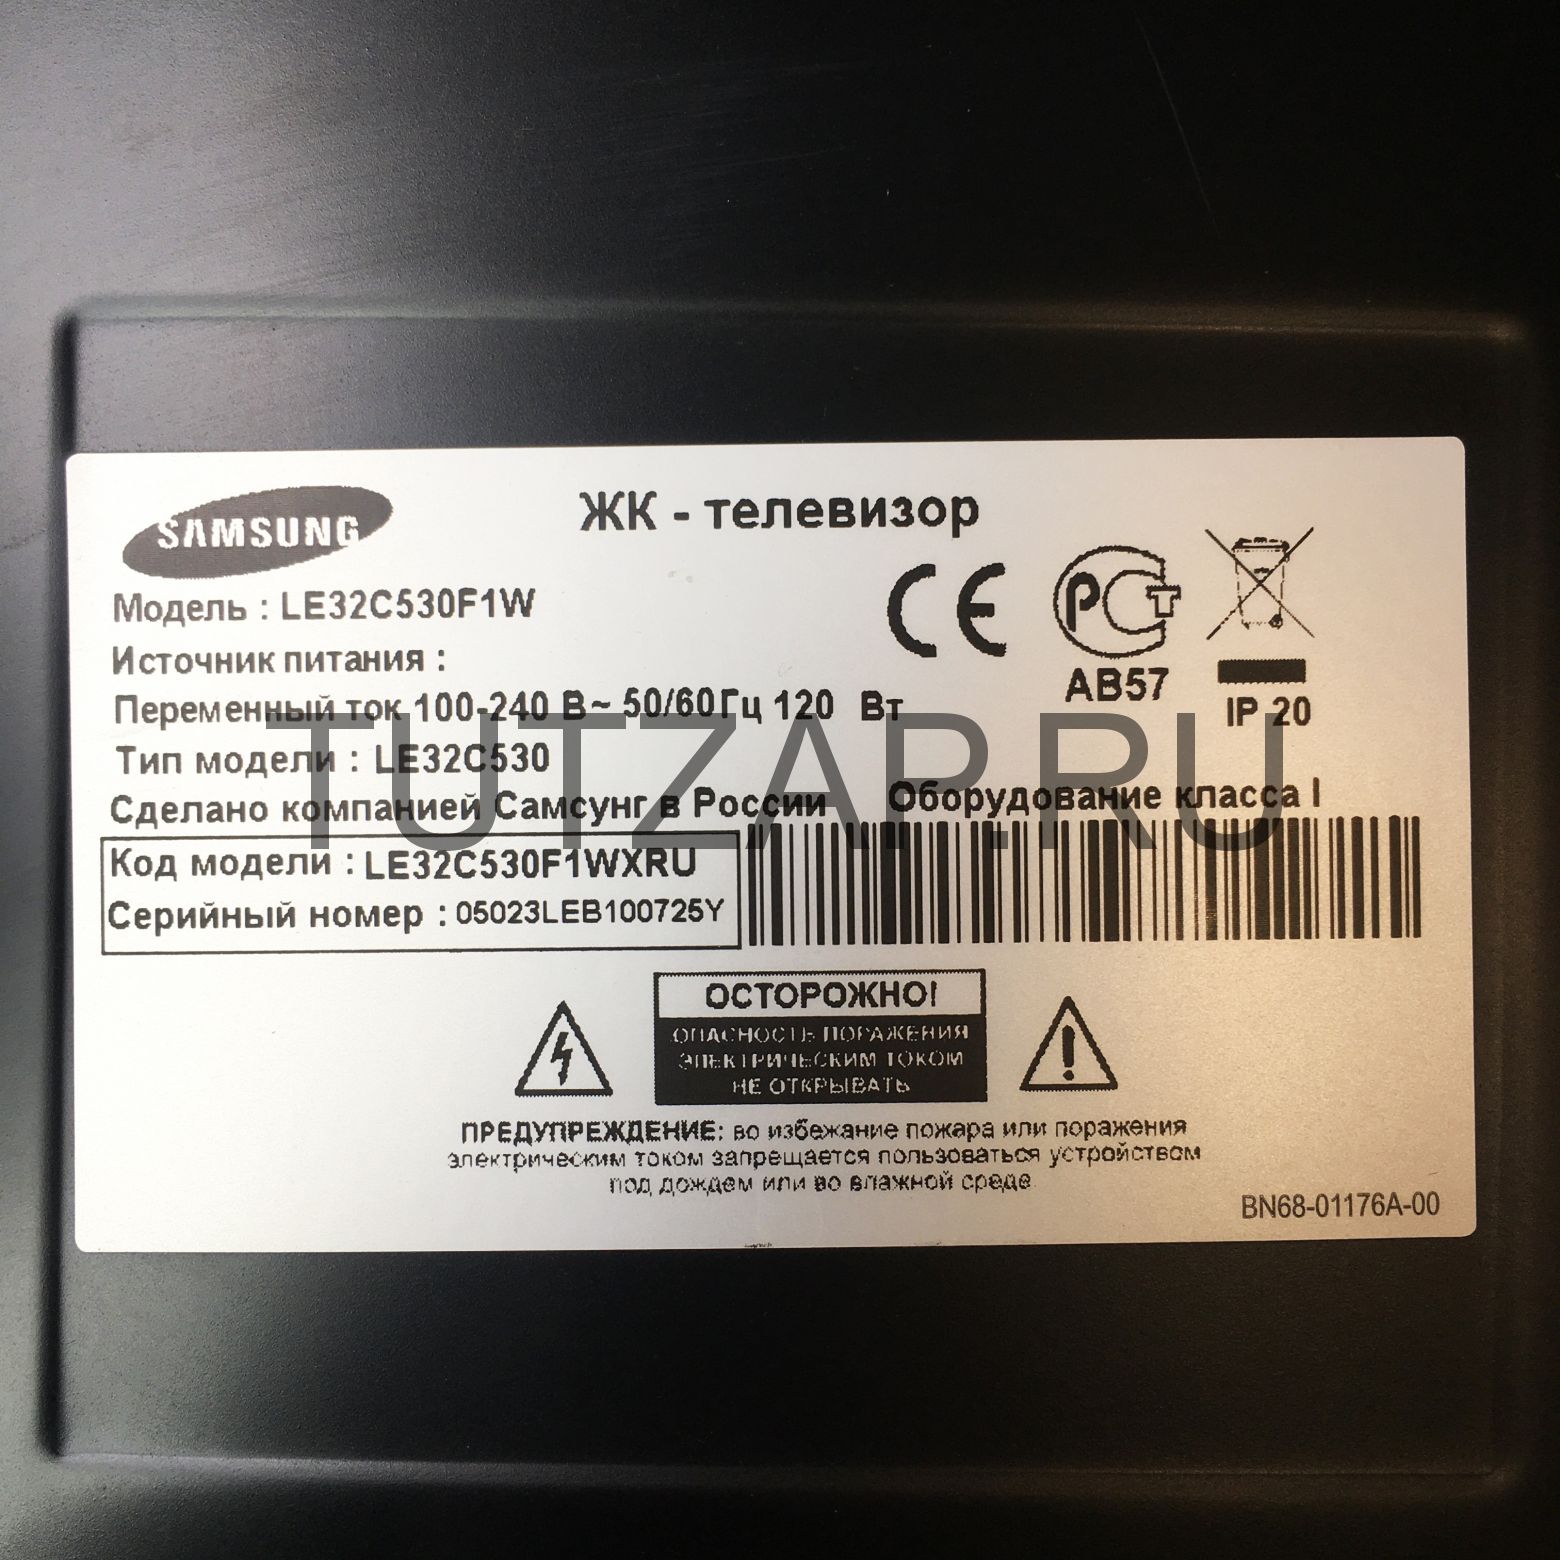 SAMSUNG
ЖК - телевизор
Модель : LE32C530F1W
Источник питания :
Переменный ток 100-240 В~ 50/60Гц 120 Вт
Тип модели : LE32C530
Сделано компанией Самсунг в России Оборудование класса I
CE
РСТ
АВ57
IP 20
TUTZAP.RU
Код модели : LE32C530F1WXRU
Серийный номер : 05023LEB100725Y
ОСТОРОЖНО!
ОПАСНОСТЬ ПОРАЖЕНИЯ
ЭЛЕКТРИЧЕСКИМ ТОКОМ
НЕ ОТКРЫВАТЬ
ПРЕДУПРЕЖДЕНИЕ: во избежание пожара или поражения
электрическим током запрещается пользоваться устройством
под дождем или во влажной среде
BN68-01176A-00